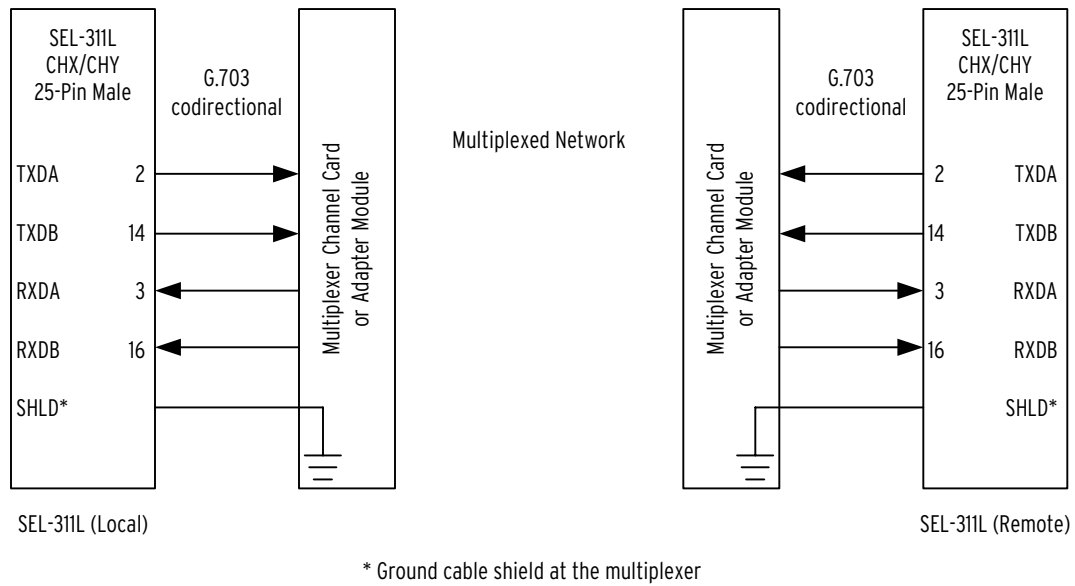 SEL-311L
CHX/CHY
25-Pin Male
G.703
codirectional
TXDA 2
TXDB 14
RXDA 3
RXDB 16
SHLD*
Multiplexer Channel Card
or Adapter Module
Multiplexed Network
Multiplexer Channel Card
or Adapter Module
G.703
codirectional
SEL-311L
CHX/CHY
25-Pin Male
2 TXDA
14 TXDB
3 RXDA
16 RXDB
SHLD*
SEL-311L (Local)
SEL-311L (Remote)
* Ground cable shield at the multiplexer